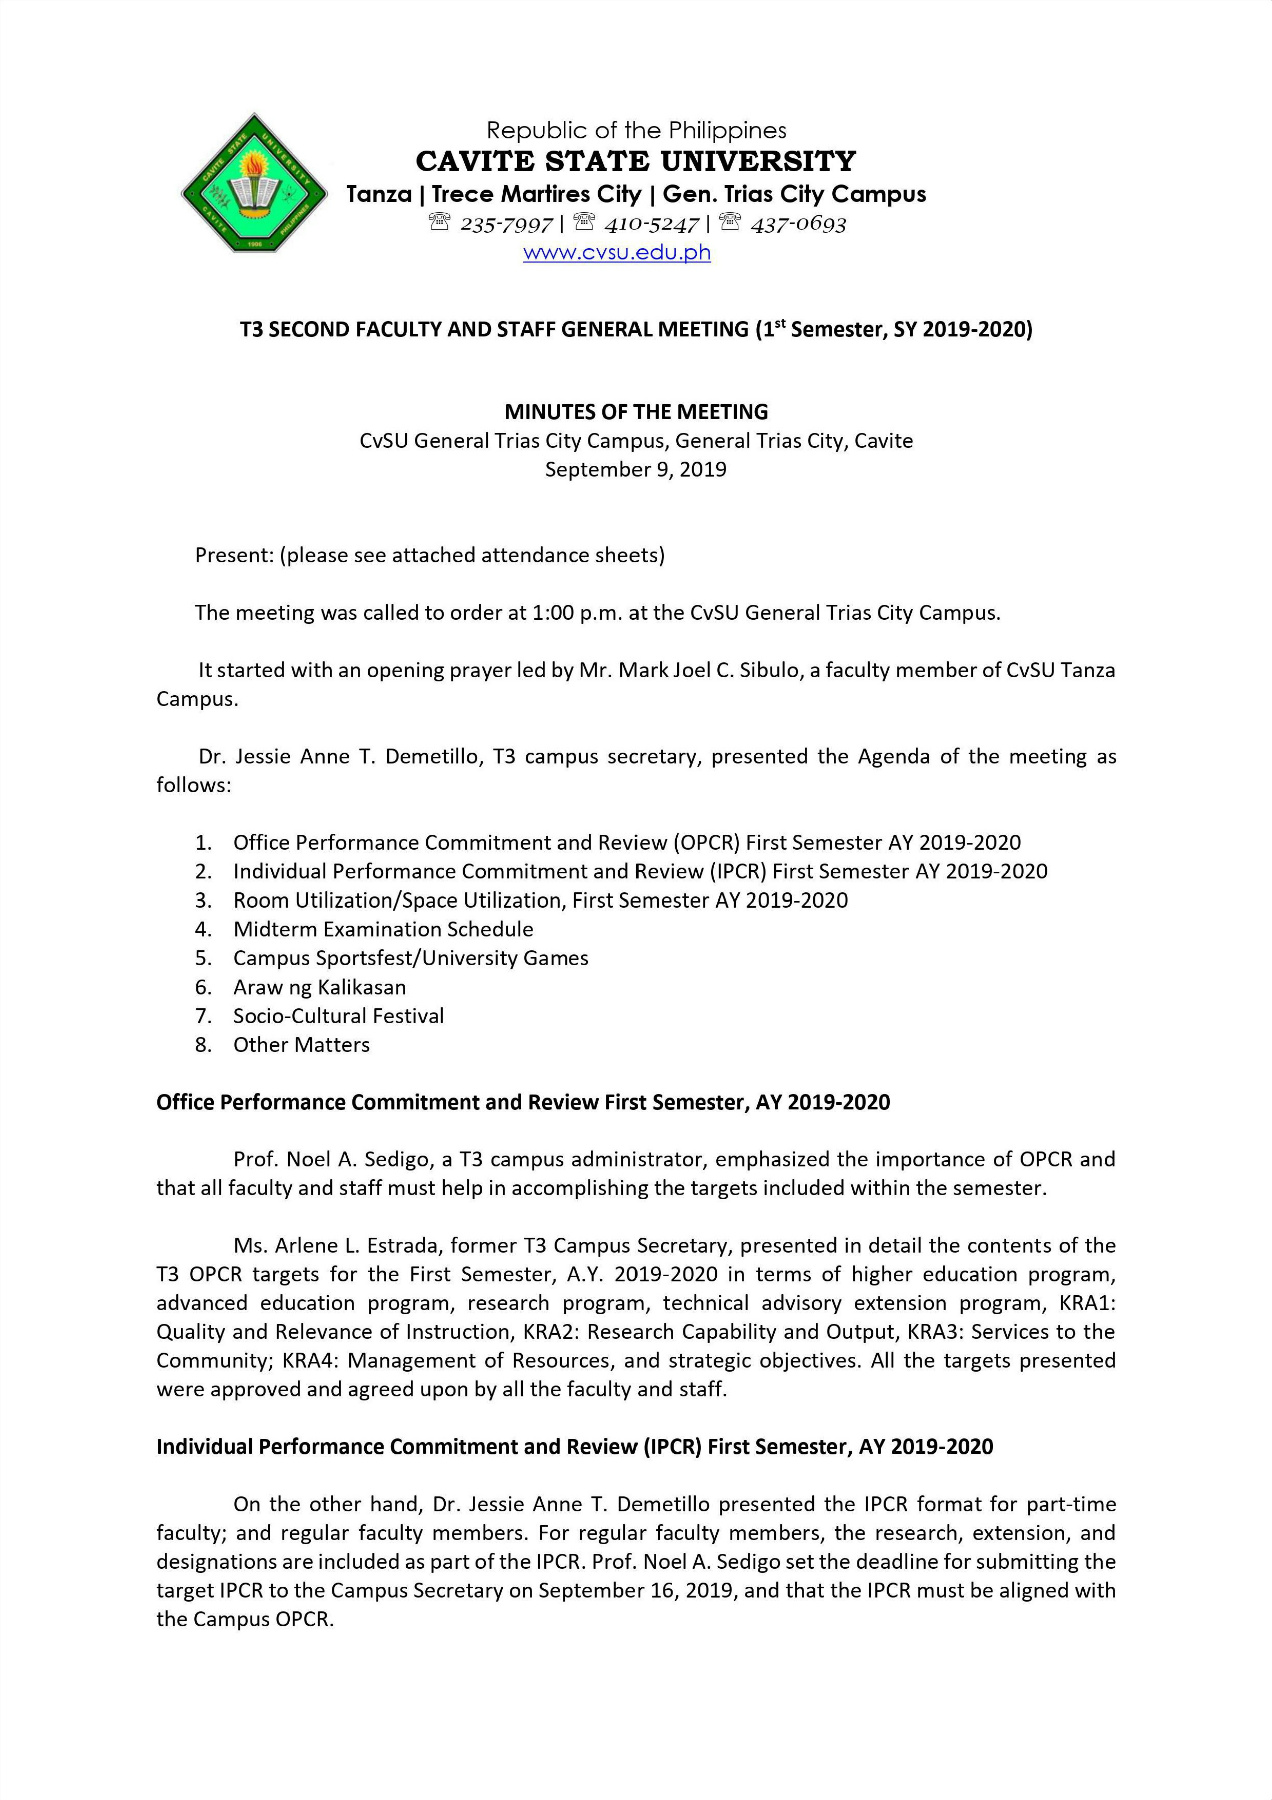 Republic of the Philippines
CAVITE STATE UNIVERSITY
Tanza | Trece Martires City | Gen. Trias City Campus
☏ 235-7997 | ☏ 410-5247 | ☏ 437-0693
www.cvsu.edu.ph
CAVITE STATE UNIVERSITY
CAVITE PHILIPPINES
1906
T3 SECOND FACULTY AND STAFF GENERAL MEETING (1st Semester, SY 2019-2020)
MINUTES OF THE MEETING
CvSU General Trias City Campus, General Trias City, Cavite
September 9, 2019
Present: (please see attached attendance sheets)
The meeting was called to order at 1:00 p.m. at the CvSU General Trias City Campus.
It started with an opening prayer led by Mr. Mark Joel C. Sibulo, a faculty member of CvSU Tanza
Campus.
Dr. Jessie Anne T. Demetillo, T3 campus secretary, presented the Agenda of the meeting as
follows:
1. Office Performance Commitment and Review (OPCR) First Semester AY 2019-2020
2. Individual Performance Commitment and Review (IPCR) First Semester AY 2019-2020
3. Room Utilization/Space Utilization, First Semester AY 2019-2020
4. Midterm Examination Schedule
5. Campus Sportsfest/University Games
6. Araw ng Kalikasan
7. Socio-Cultural Festival
8. Other Matters
Office Performance Commitment and Review First Semester, AY 2019-2020
Prof. Noel A. Sedigo, a T3 campus administrator, emphasized the importance of OPCR and
that all faculty and staff must help in accomplishing the targets included within the semester.
Ms. Arlene L. Estrada, former T3 Campus Secretary, presented in detail the contents of the
T3 OPCR targets for the First Semester, A.Y. 2019-2020 in terms of higher education program,
advanced education program, research program, technical advisory extension program, KRA1:
Quality and Relevance of Instruction, KRA2: Research Capability and Output, KRA3: Services to the
Community; KRA4: Management of Resources, and strategic objectives. All the targets presented
were approved and agreed upon by all the faculty and staff.
Individual Performance Commitment and Review (IPCR) First Semester, AY 2019-2020
On the other hand, Dr. Jessie Anne T. Demetillo presented the IPCR format for part-time
faculty; and regular faculty members. For regular faculty members, the research, extension, and
designations are included as part of the IPCR. Prof. Noel A. Sedigo set the deadline for submitting the
target IPCR to the Campus Secretary on September 16, 2019, and that the IPCR must be aligned with
the Campus OPCR.